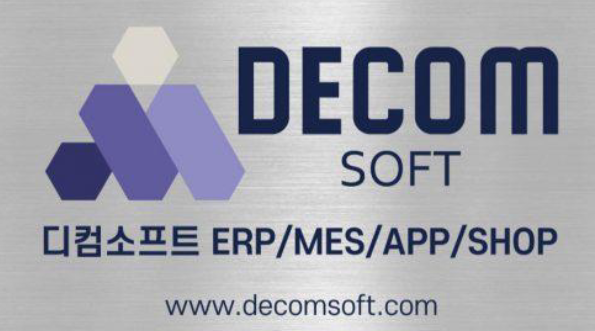 DECOM
SOFT
디컴소프트 ERP/MES/APP/SHOP
www.decomsoft.com